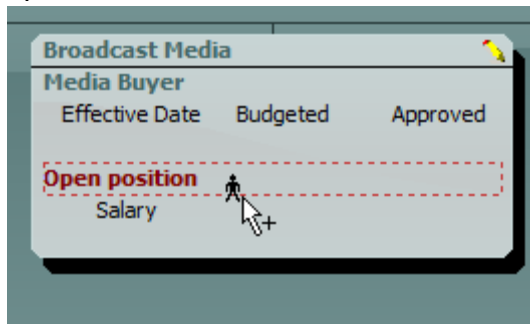 Broadcast Media
Media Buyer
Effective Date Budgeted Approved
Open position
Salary